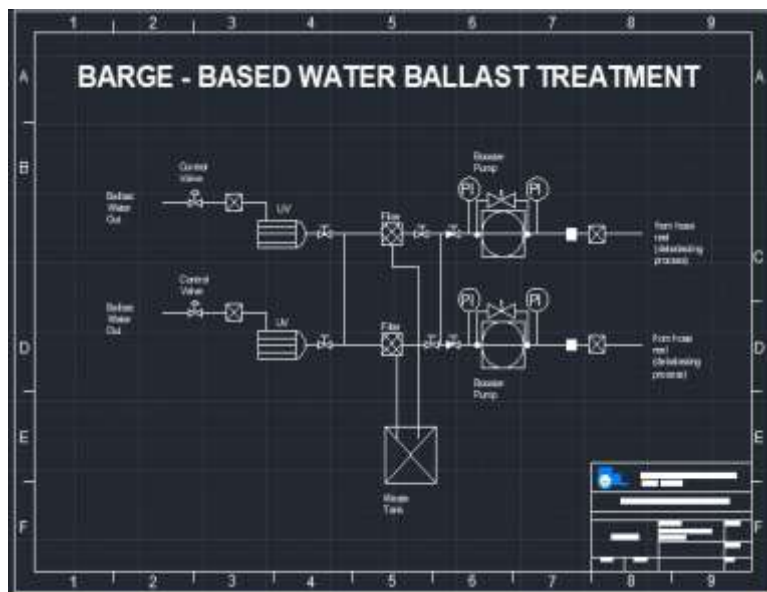 1 2 3 4 5 6 7 8 9
A A
BARGE - BASED WATER BALLAST TREATMENT
B
Booster
Pump
Control
Valve
PI PI
Ballast
Water
Out
UV
Filter
from hose
reel
(deballasting
process)
C
Control
Valve
PI PI
Ballast
Water
Out
UV
Filter
from hose
reel
(deballasting
process)
D D
Booster
Pump
E E
Waste
Tank
F F
1 2 3 4 5 6 7 8 9